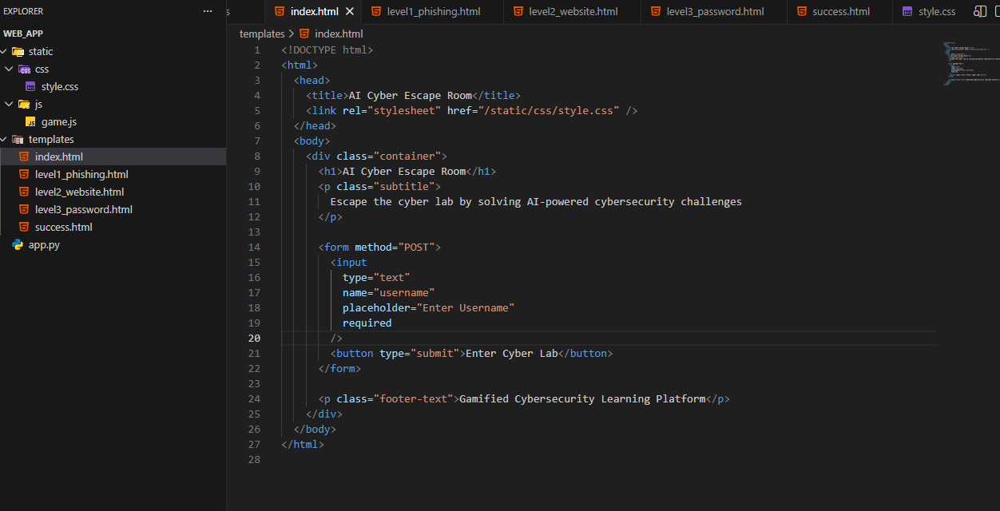 EXPLORER
···
WEB_APP
static
css
style.css
js
game.js
templates
index.html
level1_phishing.html
level2_website.html
level3_password.html
success.html
app.py
s
index.html
level1_phishing.html
level2_website.html
level3_password.html
success.html
style.css
templates > index.html
1 <!DOCTYPE html>
2 <html>
3 <head>
4 <title>AI Cyber Escape Room</title>
5 <link rel="stylesheet" href="/static/css/style.css" />
6 </head>
7 <body>
8 <div class="container">
9 <h1>AI Cyber Escape Room</h1>
10 <p class="subtitle">
11 Escape the cyber lab by solving AI-powered cybersecurity challenges
12 </p>
13
14 <form method="POST">
15 <input
16 type="text"
17 name="username"
18 placeholder="Enter Username"
19 required
20 />
21 <button type="submit">Enter Cyber Lab</button>
22 </form>
23
24 <p class="footer-text">Gamified Cybersecurity Learning Platform</p>
25 </div>
26 </body>
27 </html>
28